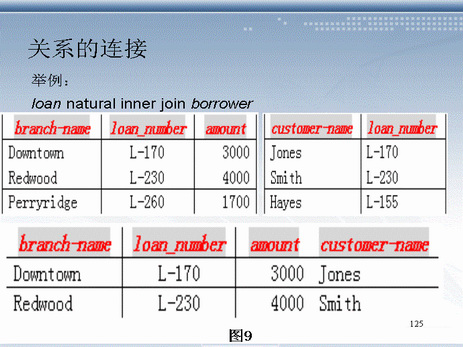 关系的连接
举例：
loan natural inner join borrower
branch-name loan_number amount customer-name loan_number
Downtown L-170 3000 Jones L-170
Redwood L-230 4000 Smith L-230
Perryridge L-260 1700 Hayes L-155
branch-name loan_number amount customer-name
Downtown L-170 3000 Jones
Redwood L-230 4000 Smith
125
图9